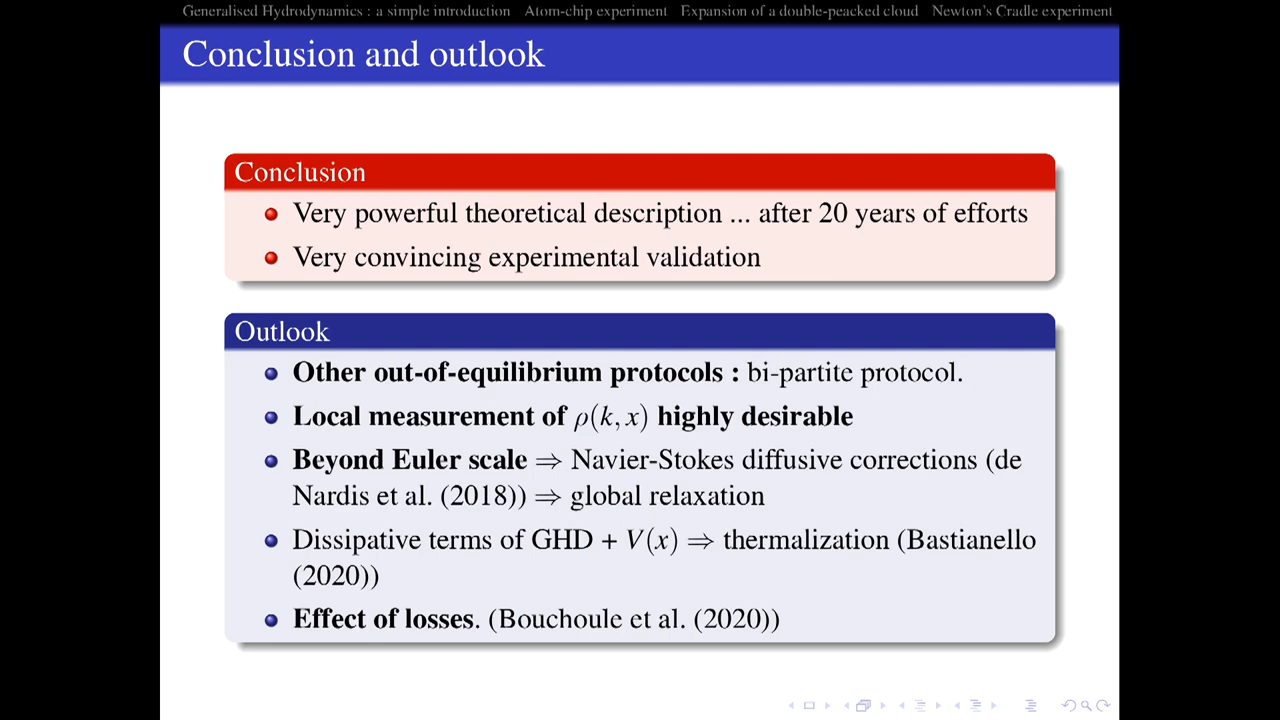 Generalised Hydrodynamics : a simple introduction Atom-chip experiment Expansion of a double-peacked cloud Newton's Cradle experiment
Conclusion and outlook
Conclusion
Very powerful theoretical description ... after 20 years of efforts
Very convincing experimental validation
Outlook
Other out-of-equilibrium protocols : bi-partite protocol.
Local measurement of ρ(k, x) highly desirable
Beyond Euler scale ⇒ Navier-Stokes diffusive corrections (de
Nardis et al. (2018)) ⇒ global relaxation
Dissipative terms of GHD + V(x) ⇒ thermalization (Bastianello
(2020))
Effect of losses. (Bouchoule et al. (2020))